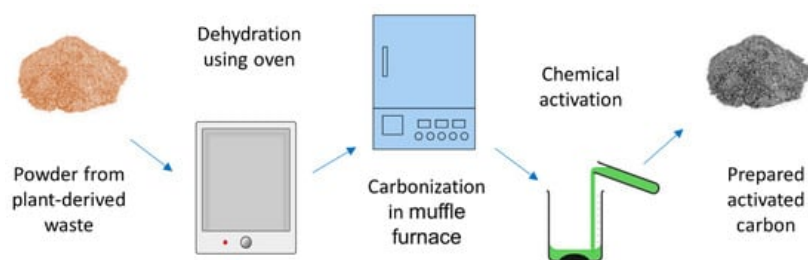 Powder from
plant-derived
waste
Dehydration
using oven
Carbonization
in muffle
furnace
Chemical
activation
Prepared
activated
carbon